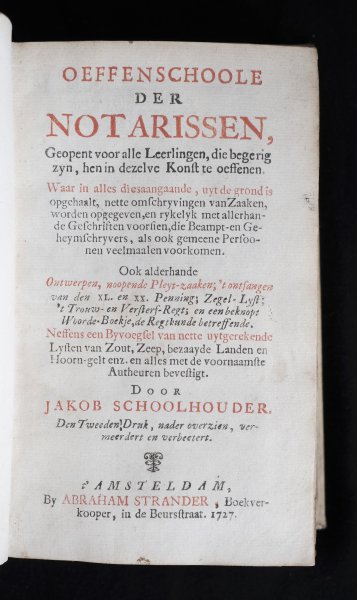 OEFFENSCHOOLE
DER
NOTARISSEN,
Geopent voor alle Leerlingen, die begerig
zyn, hen in dezelve Konst te oeffenen.
Waar in alles diesaangaande, uyt de grond is
opgehaalt, nette omschryvingen van Zaaken,
worden opgegeven, en rykelyk met allerhan-
de Geschriften voorsien, die Beampt- en Ge-
heymschryvers, als ook gemeene Persoo-
nen veelmaalen voorkomen.
Ook alderhande
Ontwerpen, noopende Pleyt-zaaken; 't ontfangen
van den XL. en XX. Penning; Zegel-Lyst;
't Trouw- en Versterf-Regt; en een beknopt
Woorde-Boekje, de Regtkunde betreffende.
Neffens een Byvoegsel van nette uytgerekende
Lysten van Zout, Zeep, bezaayde Landen en
Hoorn-gelt enz. en alles met de voornaamste
Autheuren bevestigt.
DOOR
JAKOB SCHOOLHOUDER.
Den Tweeden Druk, nader overzien, ver-
meerdert en verbeetert.
t'AMSTELDAM,
By ABRAHAM STRANDER, Boekver-
kooper, in de Beursstraat. 1727.